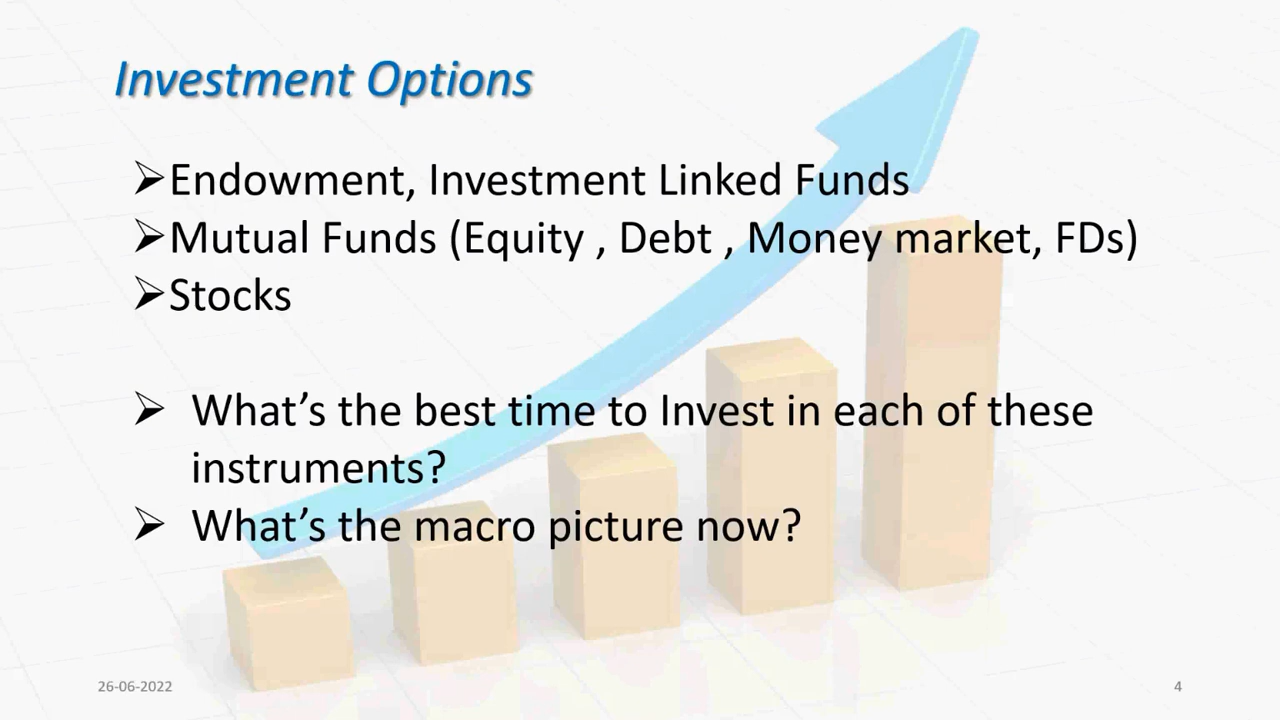 Investment Options
➢Endowment, Investment Linked Funds
➢Mutual Funds (Equity , Debt , Money market, FDs)
➢Stocks
➢ What’s the best time to Invest in each of these
instruments?
➢ What’s the macro picture now?
26-06-2022
4